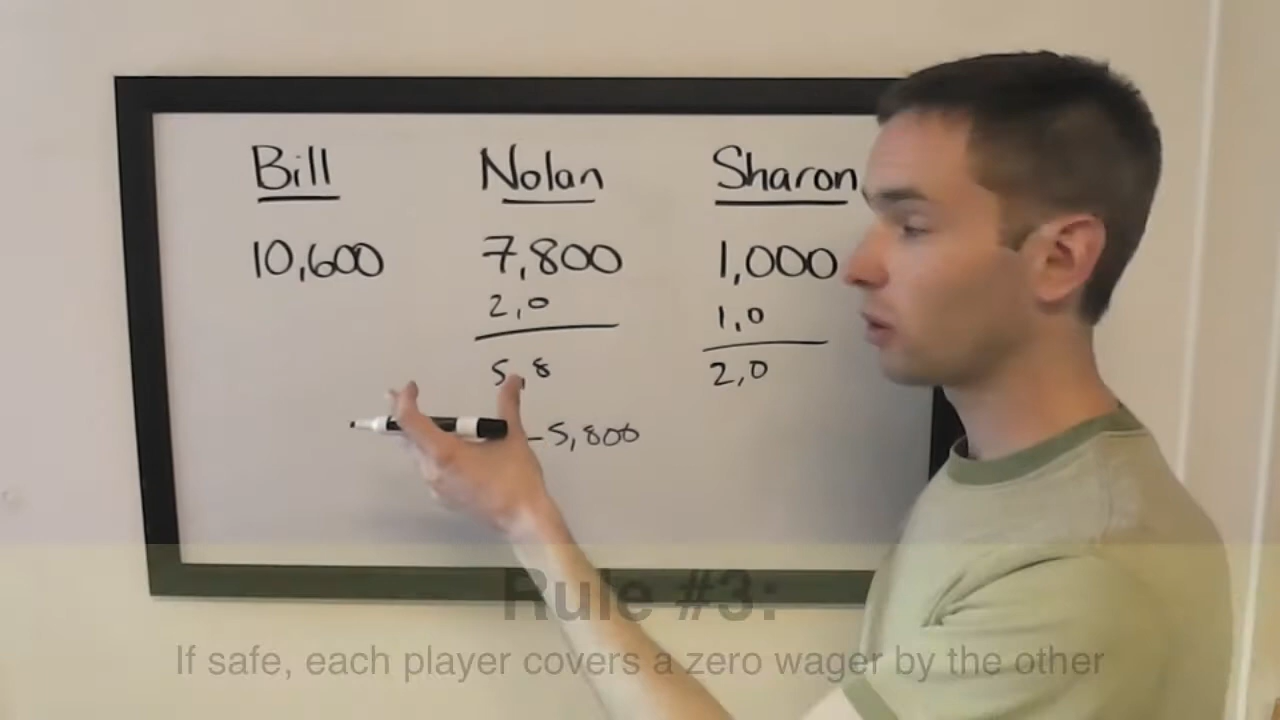 Bill Nolan Sharon
10,600 7,800 1,000
2,0 1,0
5,8 2,0
-5,800
Rule #3:
If safe, each player covers a zero wager by the other